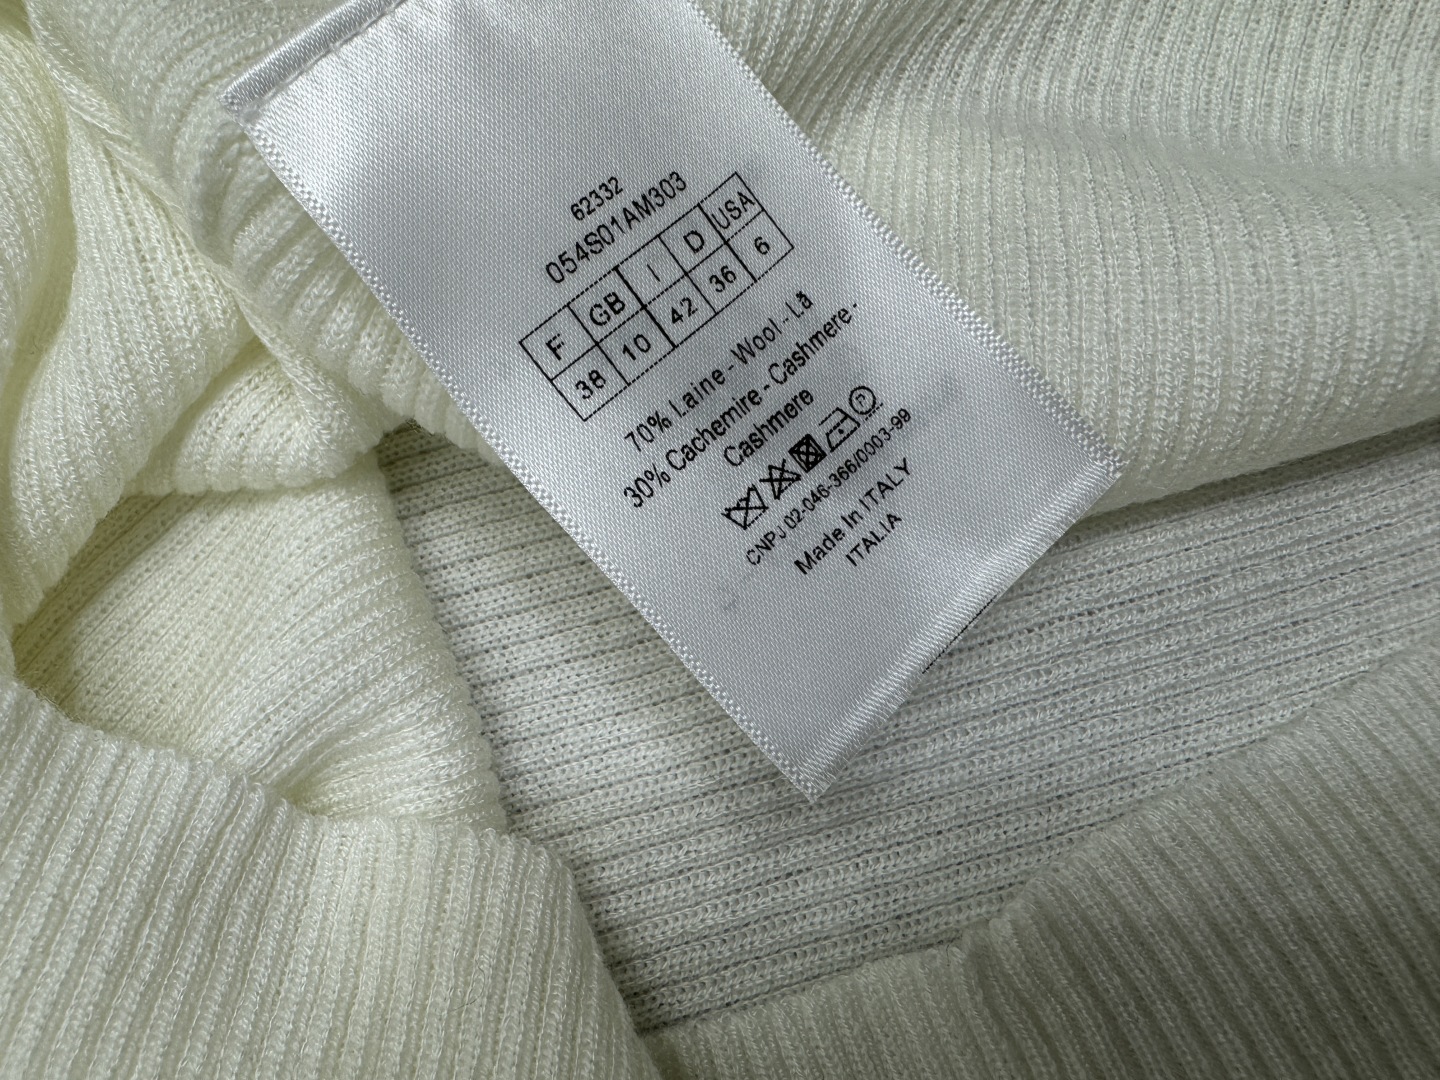 62332
054S01AM303
F GB I D USA
38 10 42 36 6
70% Laine - Wool - Lã
30% Cachemire - Cashmere -
Cashmere
P
CNPJ 02-046-366/0003-99
Made In ITALY
ITALIA